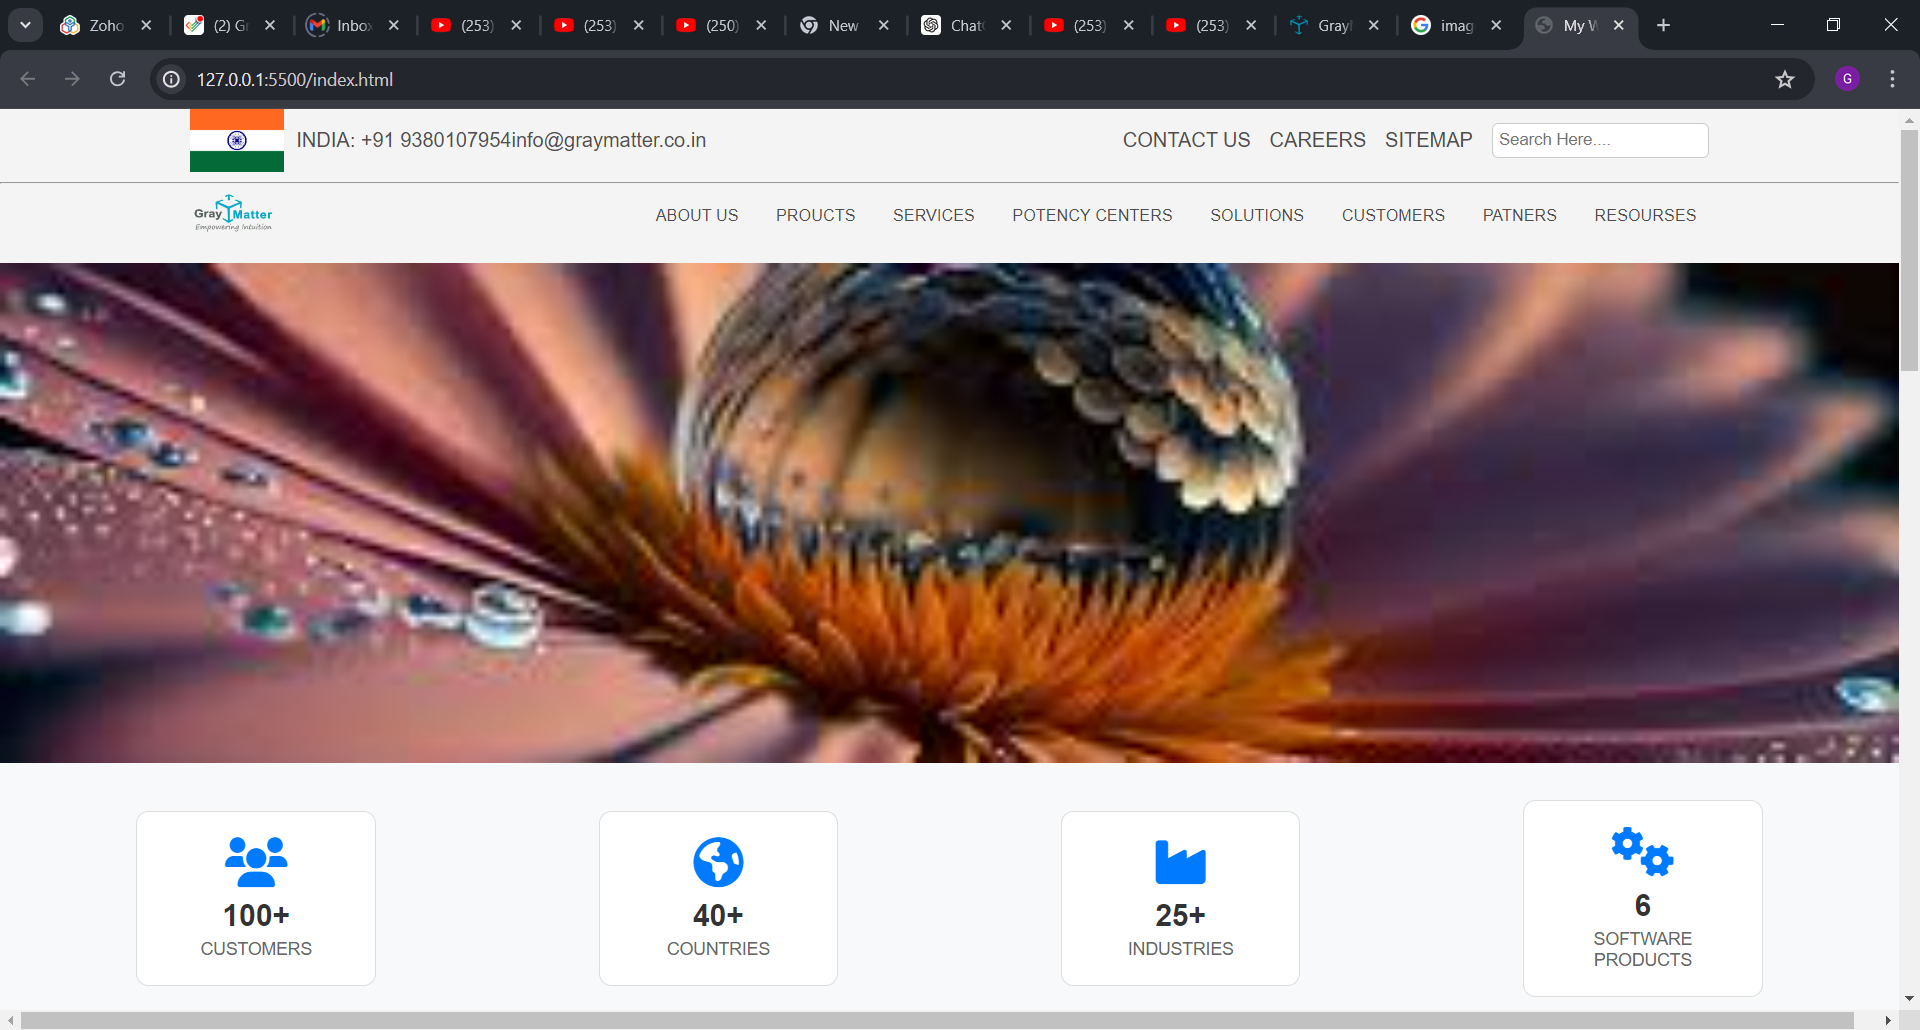 Zoho
(2) Gr
Inbox
(253)
(253)
(250)
New
Chat
(253)
(253)
Gray
imag
My W
127.0.0.1:5500/index.html
G
INDIA: +91 9380107954info@graymatter.co.in
CONTACT US CAREERS SITEMAP Search Here....
Gray Matter
Empowering Intuition
ABOUT US PROUCTS SERVICES POTENCY CENTERS SOLUTIONS CUSTOMERS PATNERS RESOURSES
100+
CUSTOMERS
40+
COUNTRIES
25+
INDUSTRIES
6
SOFTWARE
PRODUCTS